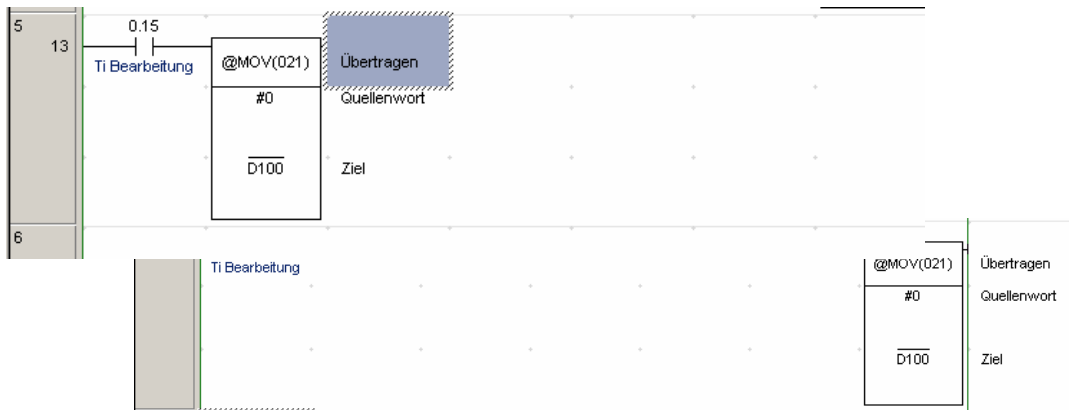 5
0.15
13
Ti Bearbeitung
@MOV(021)
Übertragen
#0
Quellenwort
D100
Ziel
6
Ti Bearbeitung
@MOV(021)
Übertragen
#0
Quellenwort
D100
Ziel